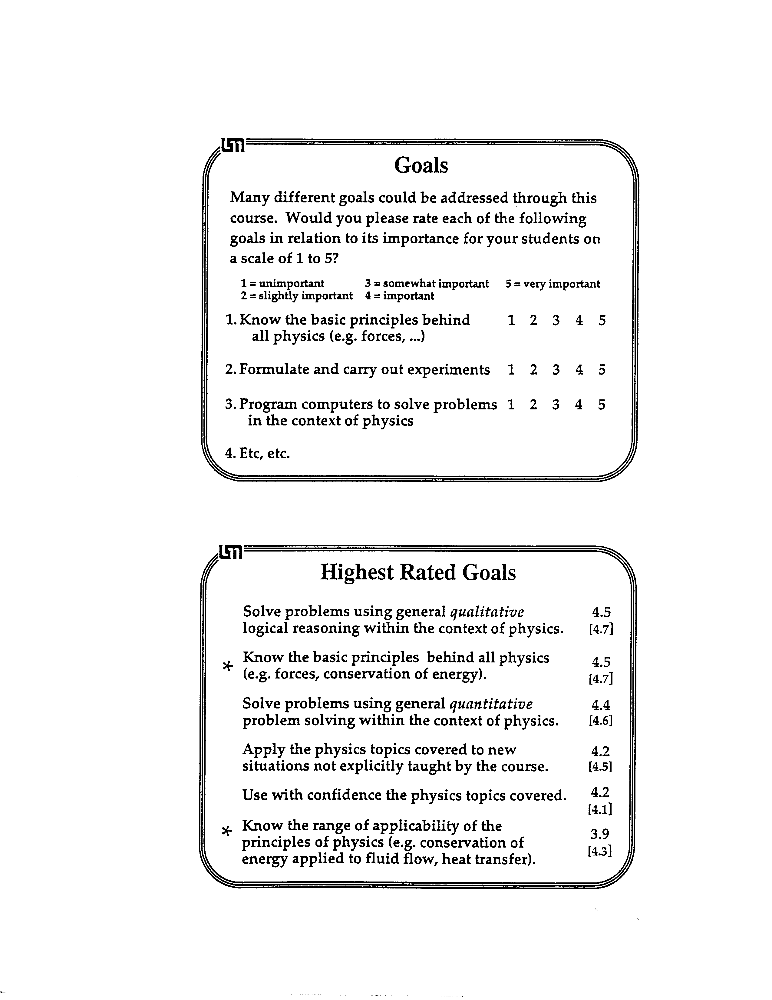 Goals
Many different goals could be addressed through this
course. Would you please rate each of the following
goals in relation to its importance for your students on
a scale of 1 to 5?
1 = unimportant 3 = somewhat important 5 = very important
2 = slightly important 4 = important
1. Know the basic principles behind 1 2 3 4 5
all physics (e.g. forces, ...)
2. Formulate and carry out experiments 1 2 3 4 5
3. Program computers to solve problems 1 2 3 4 5
in the context of physics
4. Etc, etc.
Highest Rated Goals
Solve problems using general qualitative 4.5
logical reasoning within the context of physics. [4.7]
* Know the basic principles behind all physics 4.5
(e.g. forces, conservation of energy). [4.7]
Solve problems using general quantitative 4.4
problem solving within the context of physics. [4.6]
Apply the physics topics covered to new 4.2
situations not explicitly taught by the course. [4.5]
Use with confidence the physics topics covered. 4.2
[4.1]
* Know the range of applicability of the
principles of physics (e.g. conservation of 3.9
energy applied to fluid flow, heat transfer). [4.3]